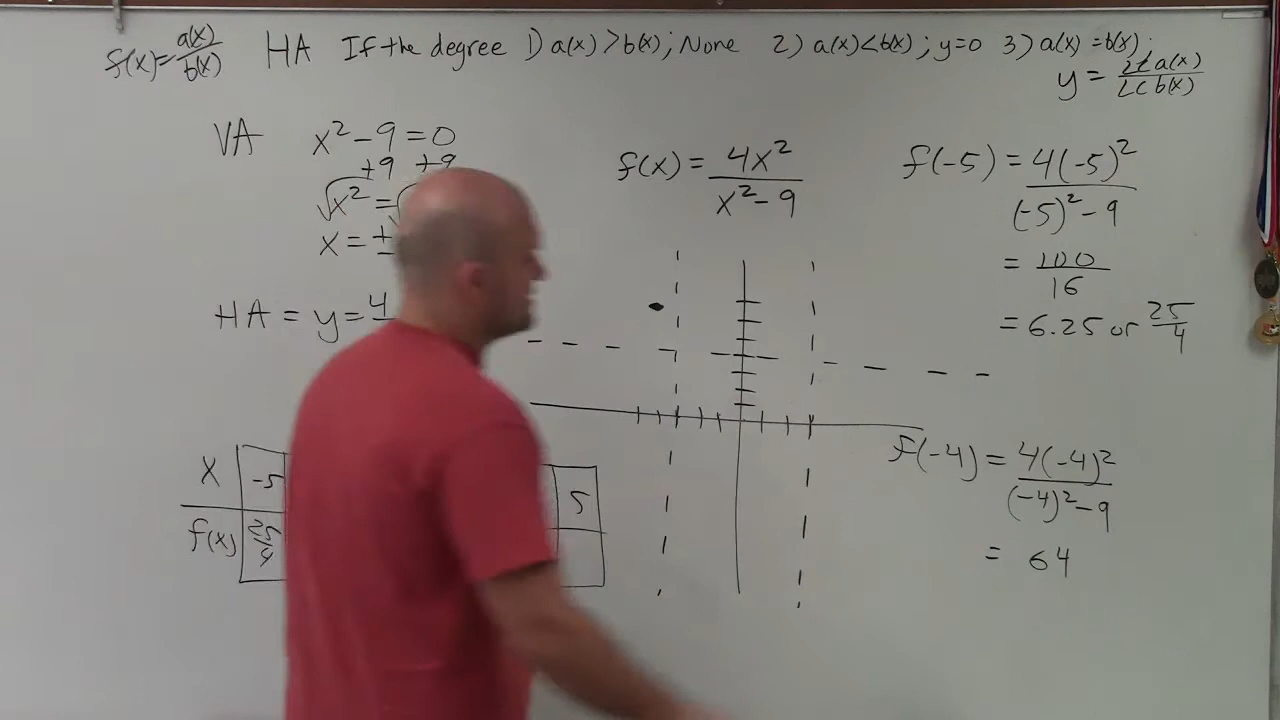 f(x) = a(x)/b(x) HA If the degree 1) a(x) > b(x); None 2) a(x) < b(x); y=0 3) a(x) = b(x);
y = LC a(x)/LC b(x)
VA x² - 9 = 0
+9 +9
√x² = √
x = ±
HA = y = 4
f(x) = 4x²/x² - 9
f(-5) = 4(-5)²/(-5)² - 9
= 100/16
= 6.25 or 25/4
f(-4) = 4(-4)²/(-4)² - 9
= 64
x -5 5
f(x) 25/4